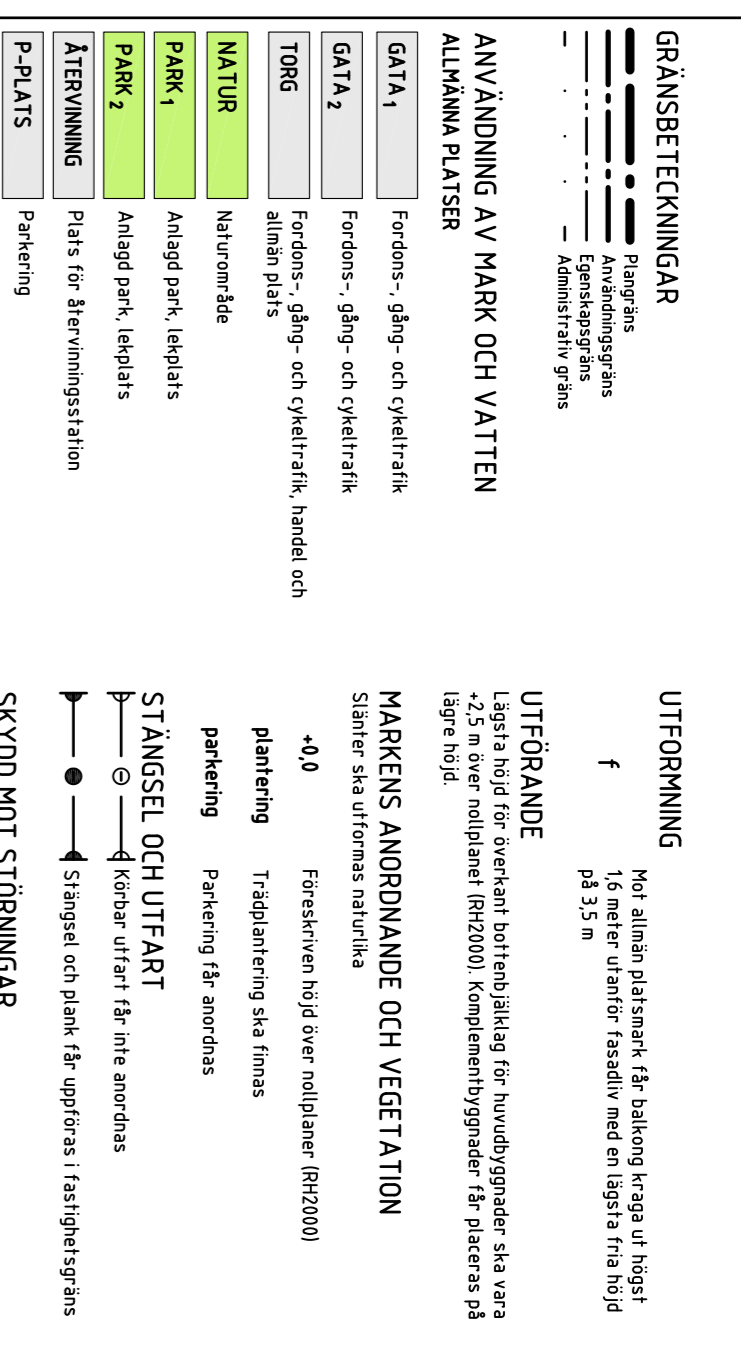 GRÄNSBETECKNINGAR
Plangräns
Användningsgräns
Egenskapsgräns
Administrativ gräns
ANVÄNDNING AV MARK OCH VATTEN
ALLMÄNNA PLATSER
GATA1 Fordons-, gång- och cykeltrafik
GATA2 Fordons-, gång- och cykeltrafik
TORG Fordons-, gång- och cykeltrafik, handel och
allmän plats
NATUR Naturområde
PARK1 Anlagd park, lekplats
PARK2 Anlagd park, lekplats
ÅTERVINNING Plats för återvinningsstation
P-PLATS Parkering
UTFORMNING
f Mot allmän platsmark får balkong kraga ut högst
1,6 meter utanför fasadliv med en lägsta fria höjd
på 3,5 m
UTFÖRANDE
Lägsta höjd för överkant bottenbjälklag för huvudbyggnader ska vara
+2,5 m över nollplanet (RH2000). Komplementbyggnader får placeras på
lägre höjd.
MARKENS ANORDNANDE OCH VEGETATION
Slänter ska utformas naturlika
+0,0 Föreskriven höjd över nollplaner (RH2000)
plantering Trädplantering ska finnas
parkering Parkering får anordnas
STÄNGSEL OCH UTFART
Körbar utfart får inte anordnas
Stängsel och plank får uppföras i fastighetsgräns
SKYDD MOT STÖRNINGAR